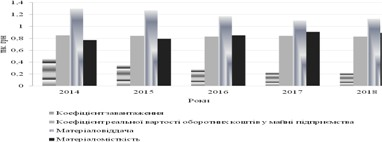 1,4
1,2
1
0,8
0,6
0,4
0,2
0
тис. грн
2014 2015 2016 2017 2018
Роки
Коефіцієнт завантаження
Коефіцієнт реальної вартості оборотних коштів у майні підприємства
Матеріаловіддача
Матеріаломісткість